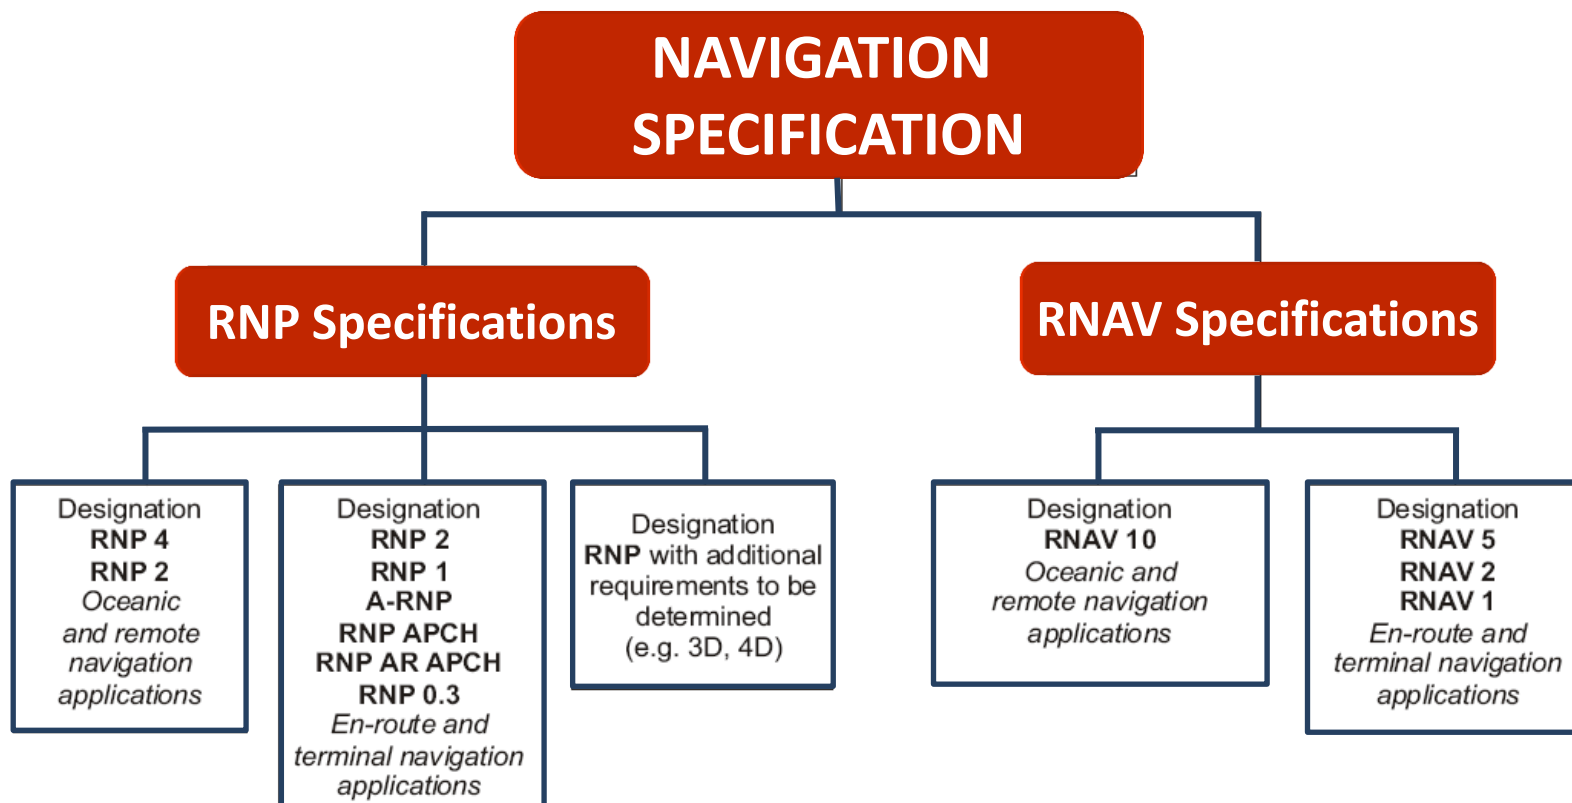 NAVIGATION
SPECIFICATION
RNP Specifications
RNAV Specifications
Designation
RNP 4
RNP 2
Oceanic
and remote
navigation
applications
Designation
RNP 2
RNP 1
A-RNP
RNP APCH
RNP AR APCH
RNP 0.3
En-route and
terminal navigation
applications
Designation
RNP with additional
requirements to be
determined
(e.g. 3D, 4D)
Designation
RNAV 10
Oceanic and
remote navigation
applications
Designation
RNAV 5
RNAV 2
RNAV 1
En-route and
terminal navigation
applications